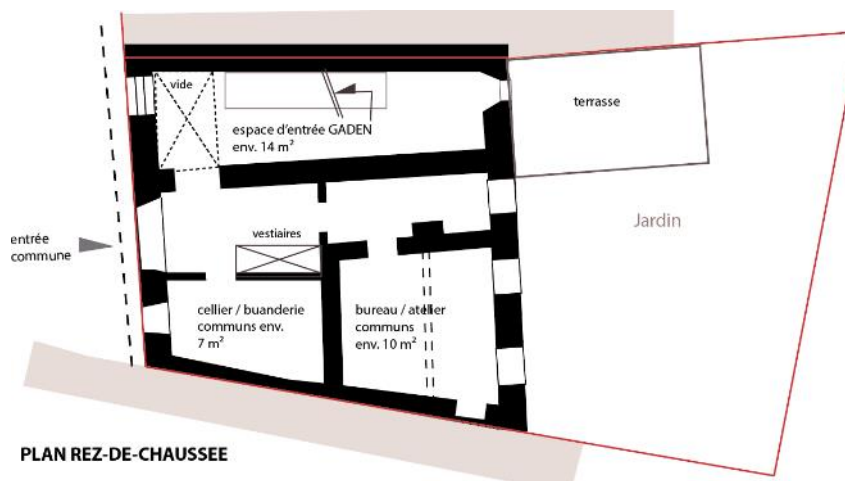 vide
terrasse
espace d'entrée GADEN
env. 14 m²
Jardin
vestiaires
entrée
commune
cellier / buanderie
communs env.
7 m²
bureau / atelier
communs
env. 10 m²
PLAN REZ-DE-CHAUSSEE